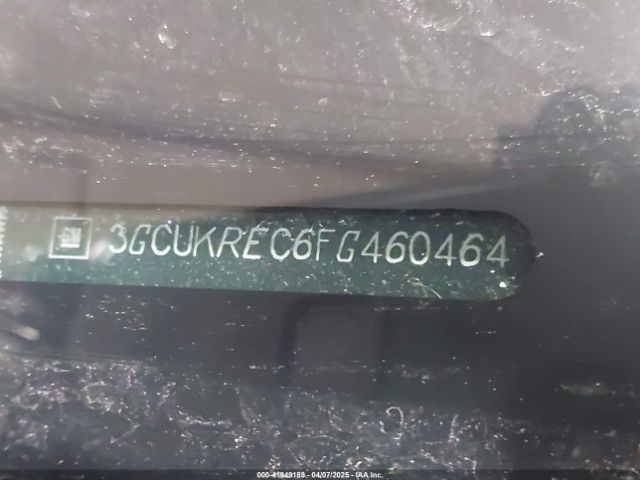 GM
3GCUKREC6FG460464
000-41949189 - 04/07/2025 - IAA Inc.